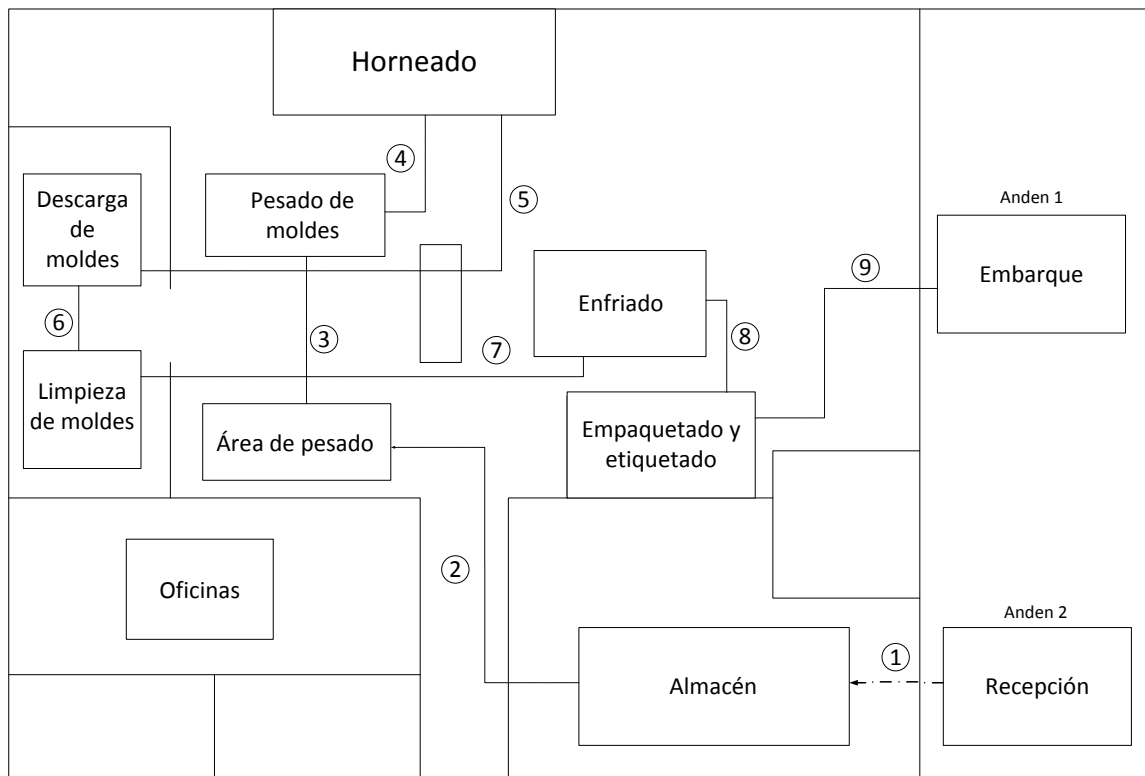 Horneado
④
⑤
Descarga
de
moldes
Pesado de
moldes
Anden 1
Embarque
⑨
Enfriado
⑥
③
⑦
⑧
Limpieza
de moldes
Área de pesado
Empaquetado y
etiquetado
②
Oficinas
Anden 2
①
Almacén
Recepción